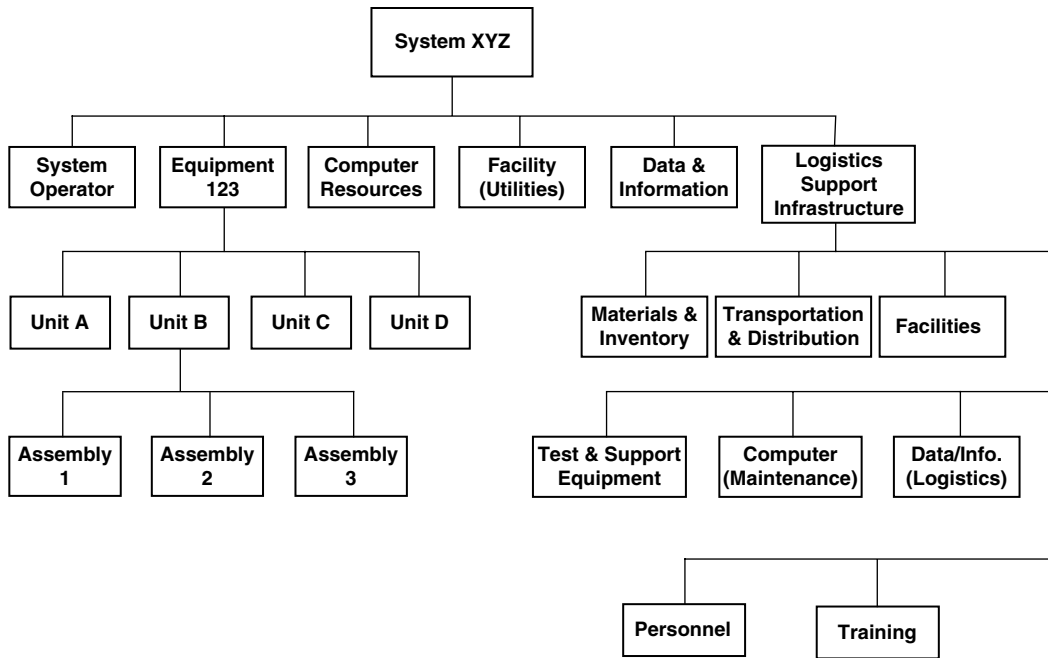 System XYZ
System
Operator
Equipment
123
Computer
Resources
Facility
(Utilities)
Data &
Information
Logistics
Support
Infrastructure
Unit A
Unit B
Unit C
Unit D
Materials &
Inventory
Transportation
& Distribution
Facilities
Assembly
1
Assembly
2
Assembly
3
Test & Support
Equipment
Computer
(Maintenance)
Data/Info.
(Logistics)
Personnel
Training